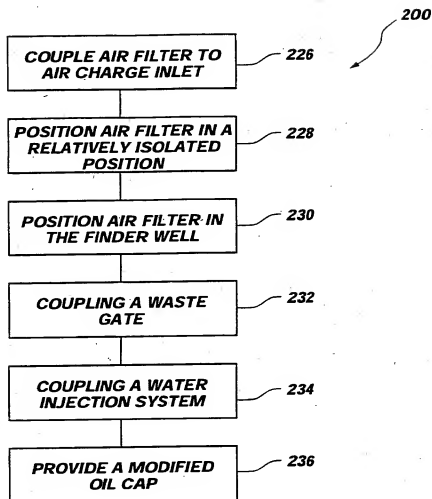 200
COUPLE AIR FILTER TO
AIR CHARGE INLET
226
POSITION AIR FILTER IN A
RELATIVELY ISOLATED
POSITION
228
POSITION AIR FILTER IN
THE FINDER WELL
230
COUPLING A WASTE
GATE
232
COUPLING A WATER
INJECTION SYSTEM
234
PROVIDE A MODIFIED
OIL CAP
236